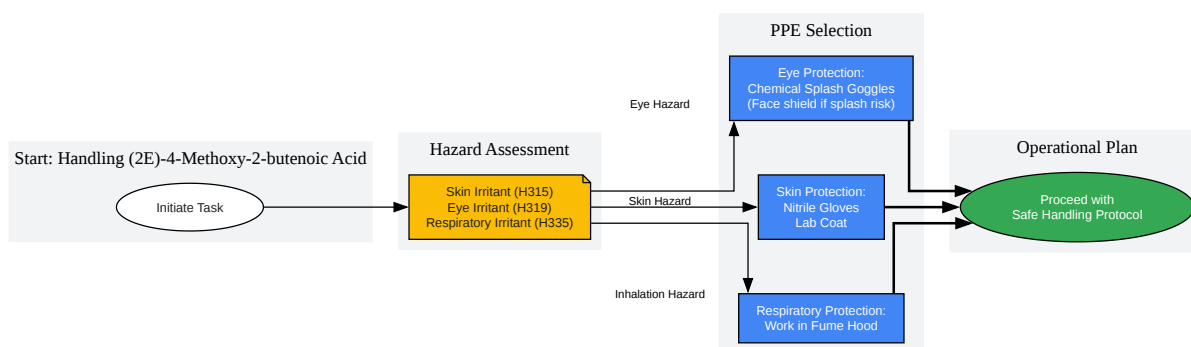 Start: Handling (2E)-4-Methoxy-2-butenoic Acid
Initiate Task
Hazard Assessment
Skin Irritant (H315)
Eye Irritant (H319)
Respiratory Irritant (H335)
Eye Hazard
Skin Hazard
Inhalation Hazard
PPE Selection
Eye Protection:
Chemical Splash Goggles
(Face shield if splash risk)
Skin Protection:
Nitrile Gloves
Lab Coat
Respiratory Protection:
Work in Fume Hood
Operational Plan
Proceed with
Safe Handling Protocol